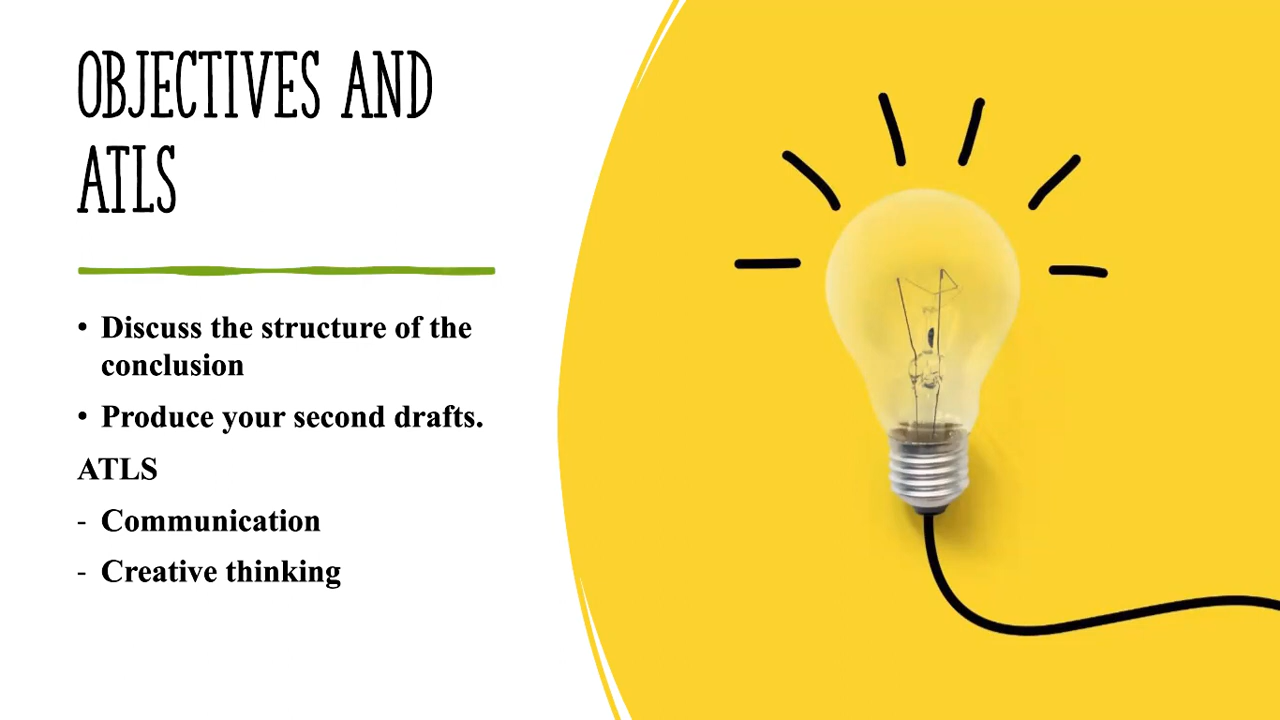 OBJECTIVES AND
ATLS
• Discuss the structure of the
conclusion
• Produce your second drafts.
ATLS
- Communication
- Creative thinking